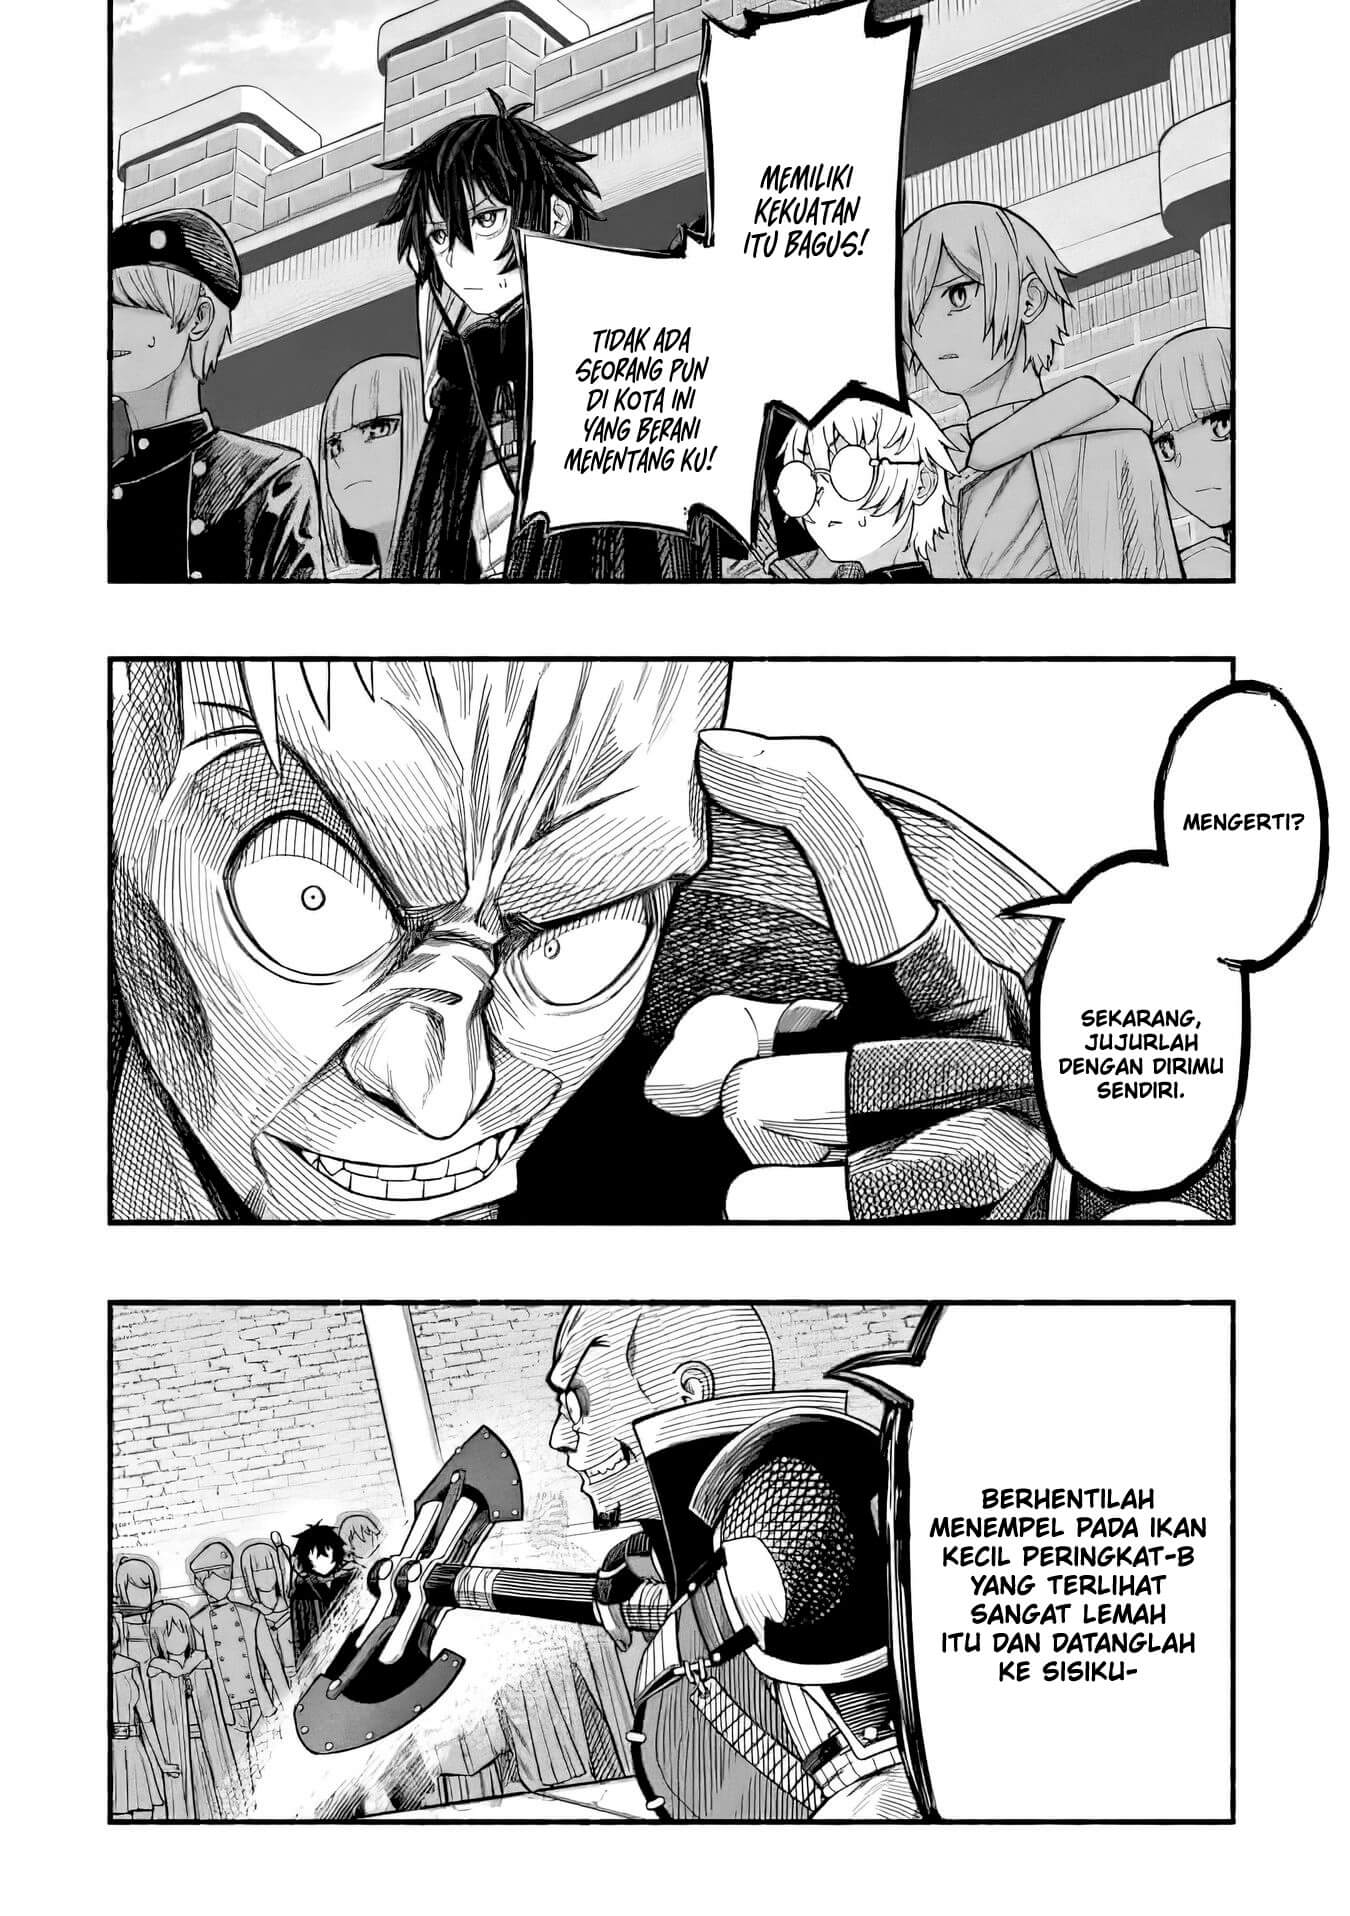 MEMILIKI
KEKUATAN
ITU BAGUS!
TIDAK ADA
SEORANG PUN
DI KOTA INI
YANG BERANI
MENENTANG KU!
MENGERTI?
SEKARANG,
JUJURLAH
DENGAN DIRIMU
SENDIRI.
BERHENTILAH
MENEMPEL PADA IKAN
KECIL PERINGKAT-B
YANG TERLIHAT
SANGAT LEMAH
ITU DAN DATANGLAH
KE SISIKU-